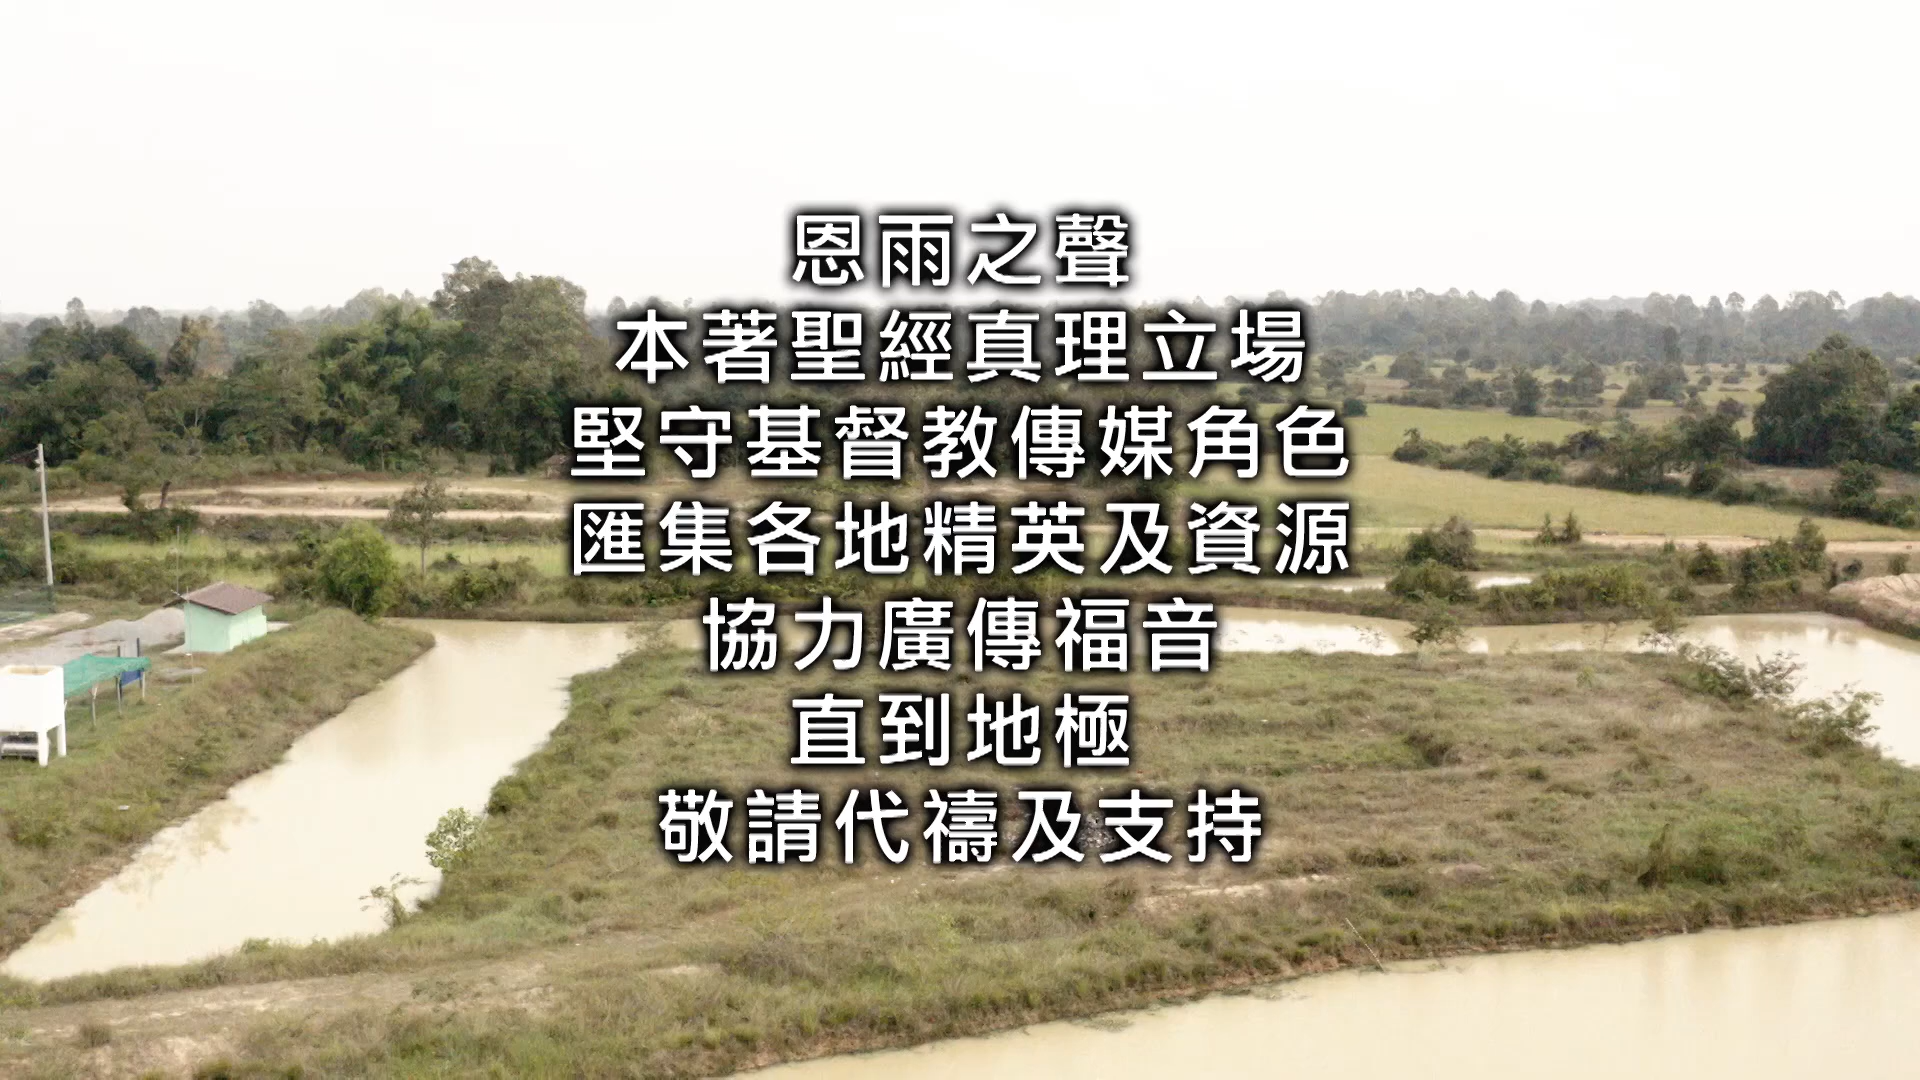 恩雨之聲
本著聖經真理立場
堅守基督教傳媒角色
匯集各地精英及資源
協力廣傳福音
直到地極
敬請代禱及支持